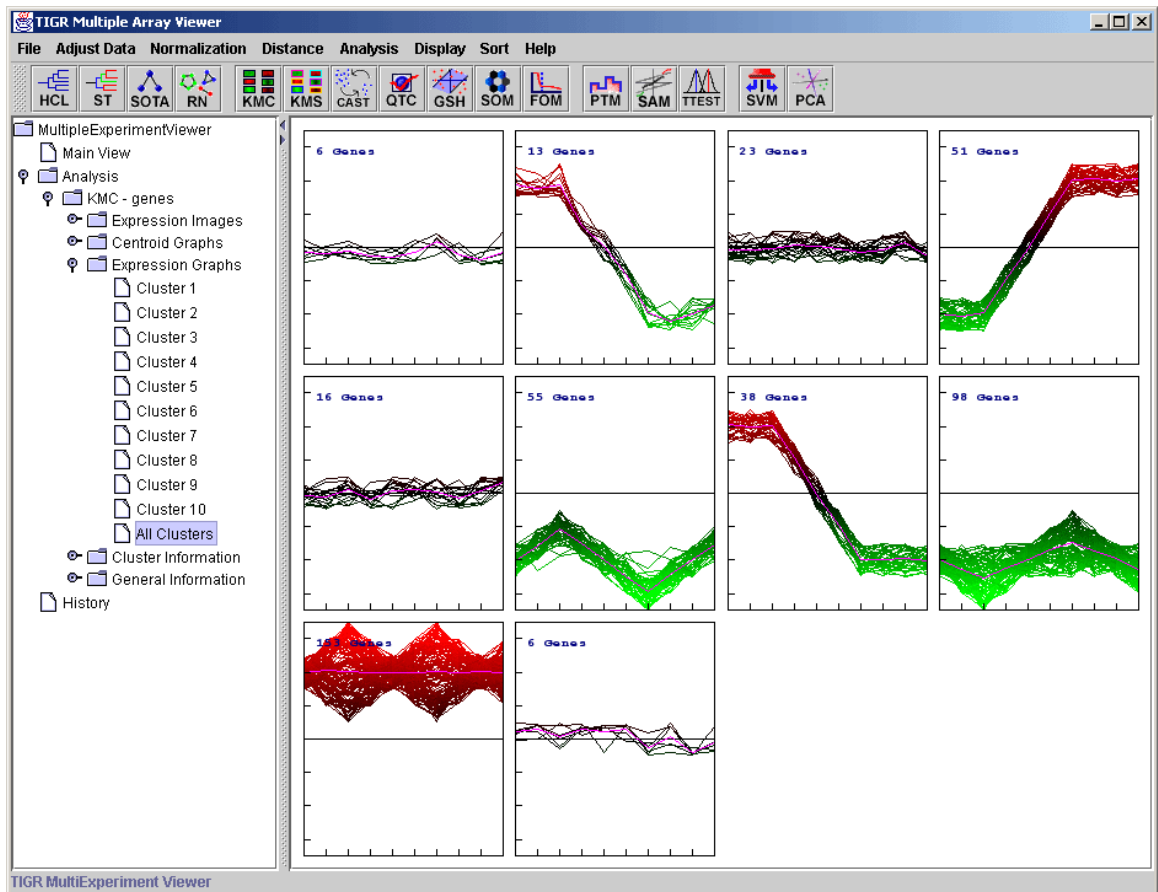 TIGR Multiple Array Viewer
File Adjust Data Normalization Distance Analysis Display Sort Help
HCL ST SOTA RN KMC KMS CAST QTC GSH SOM FOM PTM SAM TTEST SVM PCA
MultipleExperimentViewer
Main View
Analysis
KMC - genes
Expression Images
Centroid Graphs
Expression Graphs
Cluster 1
Cluster 2
Cluster 3
Cluster 4
Cluster 5
Cluster 6
Cluster 7
Cluster 8
Cluster 9
Cluster 10
All Clusters
Cluster Information
General Information
History
6 Genes
13 Genes
23 Genes
51 Genes
16 Genes
55 Genes
38 Genes
98 Genes
153 Genes
6 Genes
TIGR MultiExperiment Viewer